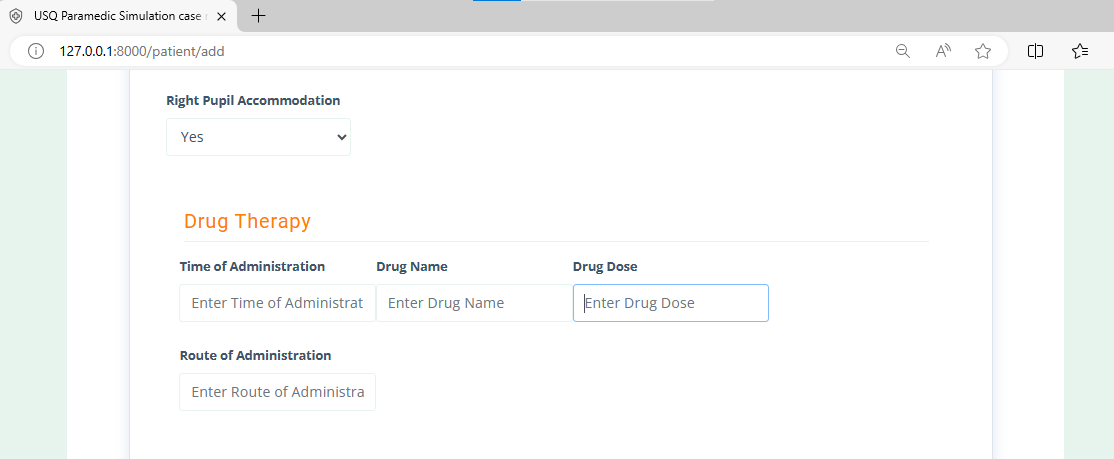 USQ Paramedic Simulation case
127.0.0.1:8000/patient/add
Right Pupil Accommodation
Yes
Drug Therapy
Time of Administration Drug Name Drug Dose
Enter Time of Administrat Enter Drug Name Enter Drug Dose
Route of Administration
Enter Route of Administra